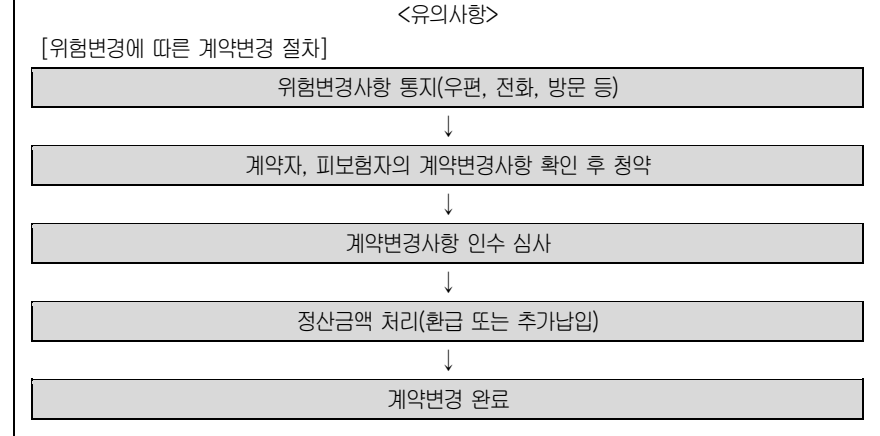 <유의사항>
[위험변경에 따른 계약변경 절차]
위험변경사항 통지(우편, 전화, 방문 등)
↓
계약자, 피보험자의 계약변경사항 확인 후 청약
↓
계약변경사항 인수 심사
↓
정산금액 처리(환급 또는 추가납입)
↓
계약변경 완료